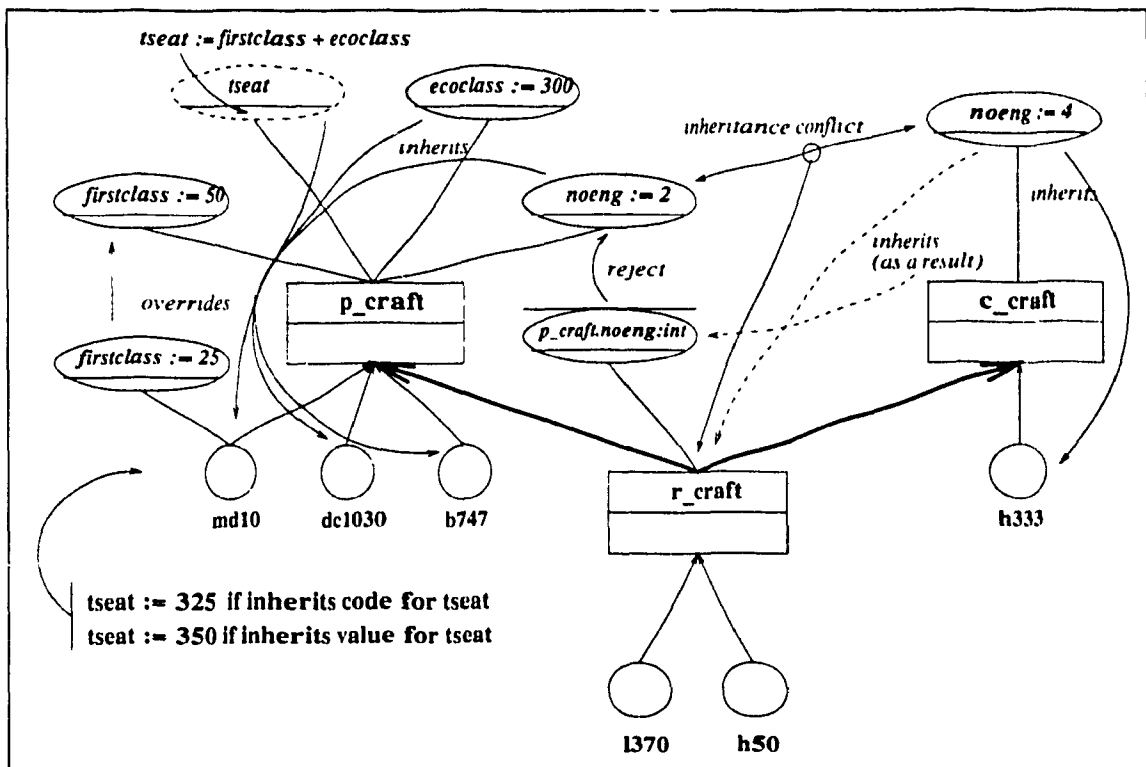 tseat := firstclass + ecoclass
tseat
ecoclass := 300
noeng := 4
inheritance conflict
inherits
firstclass := 50
noeng := 2
inherits
inherits
(as a result)
reject
overrides
p_craft
c_craft
p_craft.noeng:int
firstclass := 25
r_craft
md10
dc1030
b747
h333
tseat := 325 if inherits code for tseat
tseat := 350 if inherits value for tseat
l370
h50